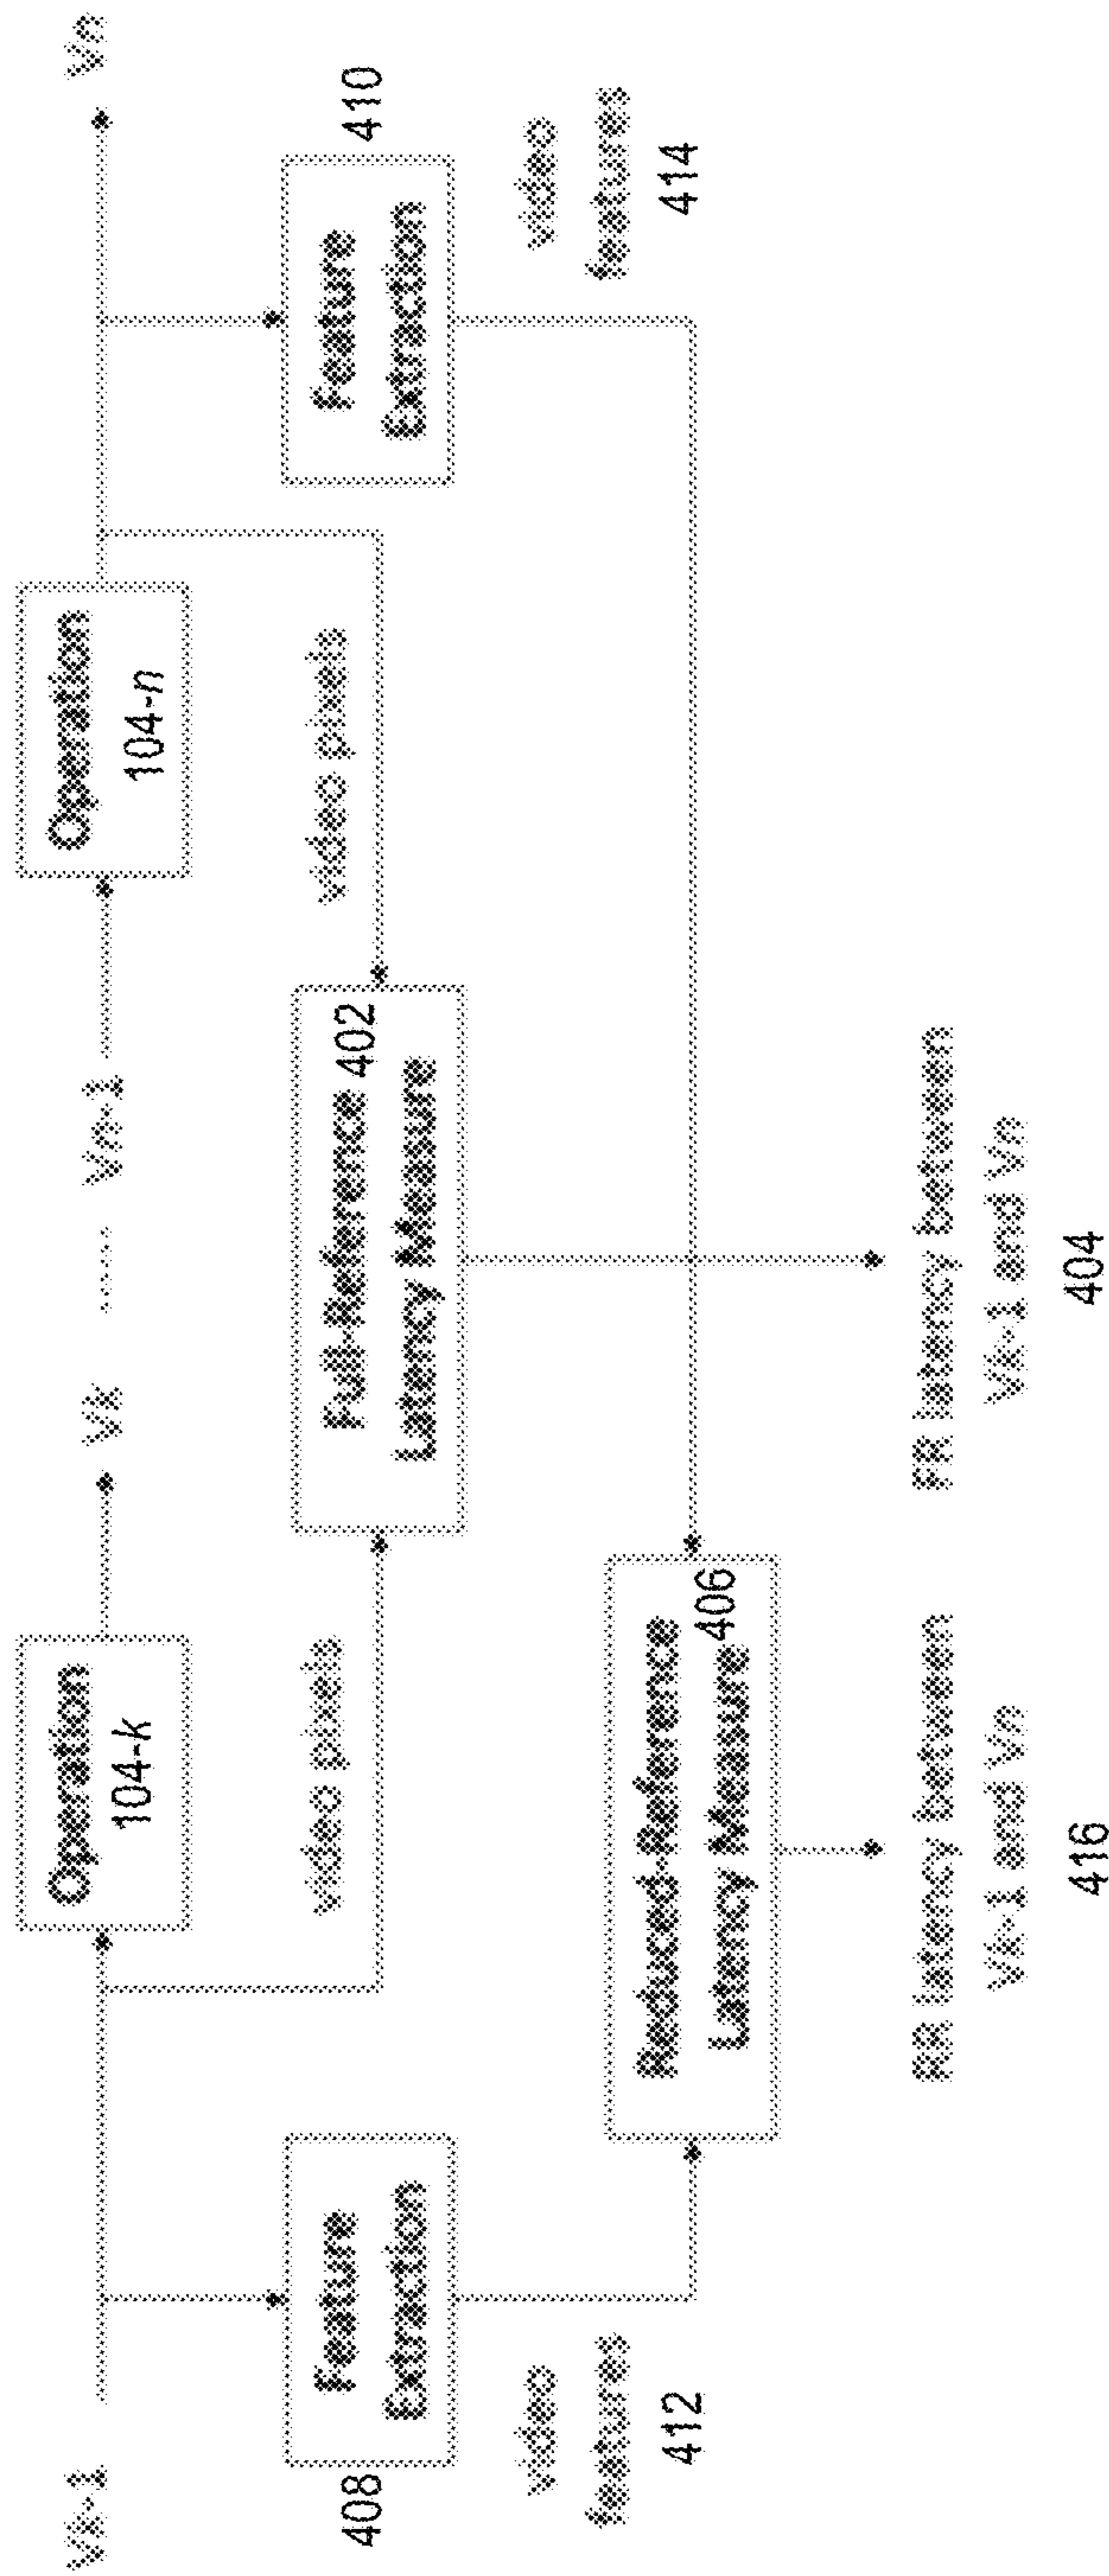 Vk-1
Operation
104-k
Vk
.....
Vn-1
Operation
104-n
Vn
408
Feature
Extraction
video pixels
Full-Reference 402
Latency Measure
video pixels
Feature
Extraction
410
video
features
412
Reduced-Reference
Latency Measure 406
video
features
414
RR latency between
Vk-1 and Vn
416
FR latency between
Vk-1 and Vn
404